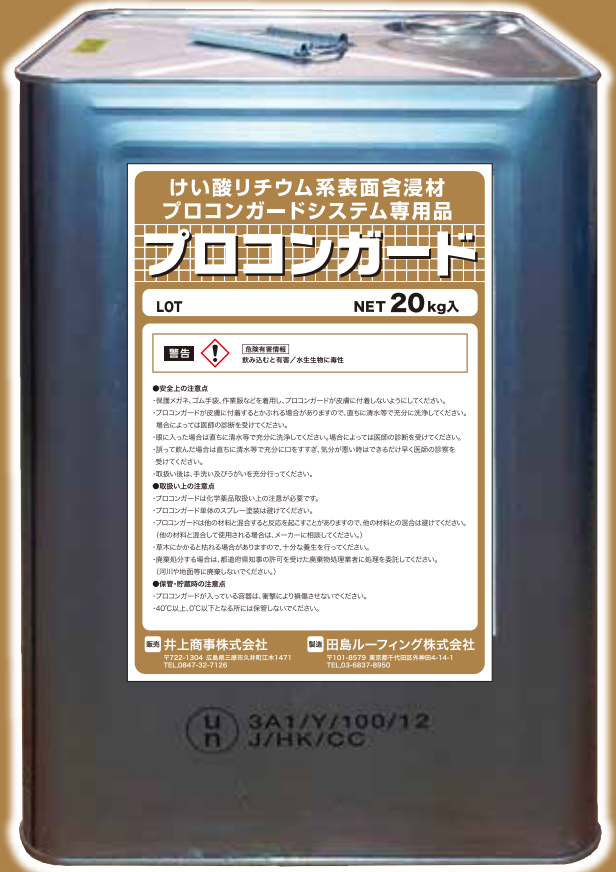 けい酸リチウム系表面含浸材
プロコンガードシステム専用品
プロコンガード
LOT NET 20kg入
警告 危険有害情報
飲み込むと有害／水生生物に毒性
●安全上の注意点
・保護メガネ、ゴム手袋、作業服などを着用し、プロコンガードが皮膚に付着しないようにしてください。
・プロコンガードが皮膚に付着するとかぶれる場合がありますので、直ちに清水等で充分に洗浄してください。
場合によっては医師の診断を受けてください。
・眼に入った場合は直ちに清水等で充分に洗浄してください。場合によっては医師の診断を受けてください。
・誤って飲んだ場合は直ちに清水等で充分に口をすすぎ、気分が悪い時はできるだけ早く医師の診察を
受けてください。
・取扱い後は、手洗い及びうがいを充分行ってください。
●取扱い上の注意点
・プロコンガードは化学薬品取扱い上の注意が必要です。
・プロコンガード単体のスプレー塗装は避けてください。
・プロコンガードは他の材料と混合すると反応を起こすことがありますので、他の材料との混合は避けてください。
（他の材料と混合して使用される場合は、メーカーに相談してください。）
・草木にかかると枯れる場合がありますので、十分な養生を行ってください。
・廃棄処分する場合は、都道府県知事の許可を受けた廃棄物処理業者に処理を委託してください。
（河川や地面等に廃棄しないでください。）
●保管・貯蔵時の注意点
・プロコンガードが入っている容器は、衝撃により損傷させないでください。
・40℃以上、0℃以下となる所には保管しないでください。
販売 井上商事株式会社
〒722-1304 広島県三原市久井町江木1471
TEL,0847-32-7126
製造 田島ルーフィング株式会社
〒101-8579 東京都千代田区外神田4-14-1
TEL,03-6837-8950
un 3A1/Y/100/12
J/HK/CC